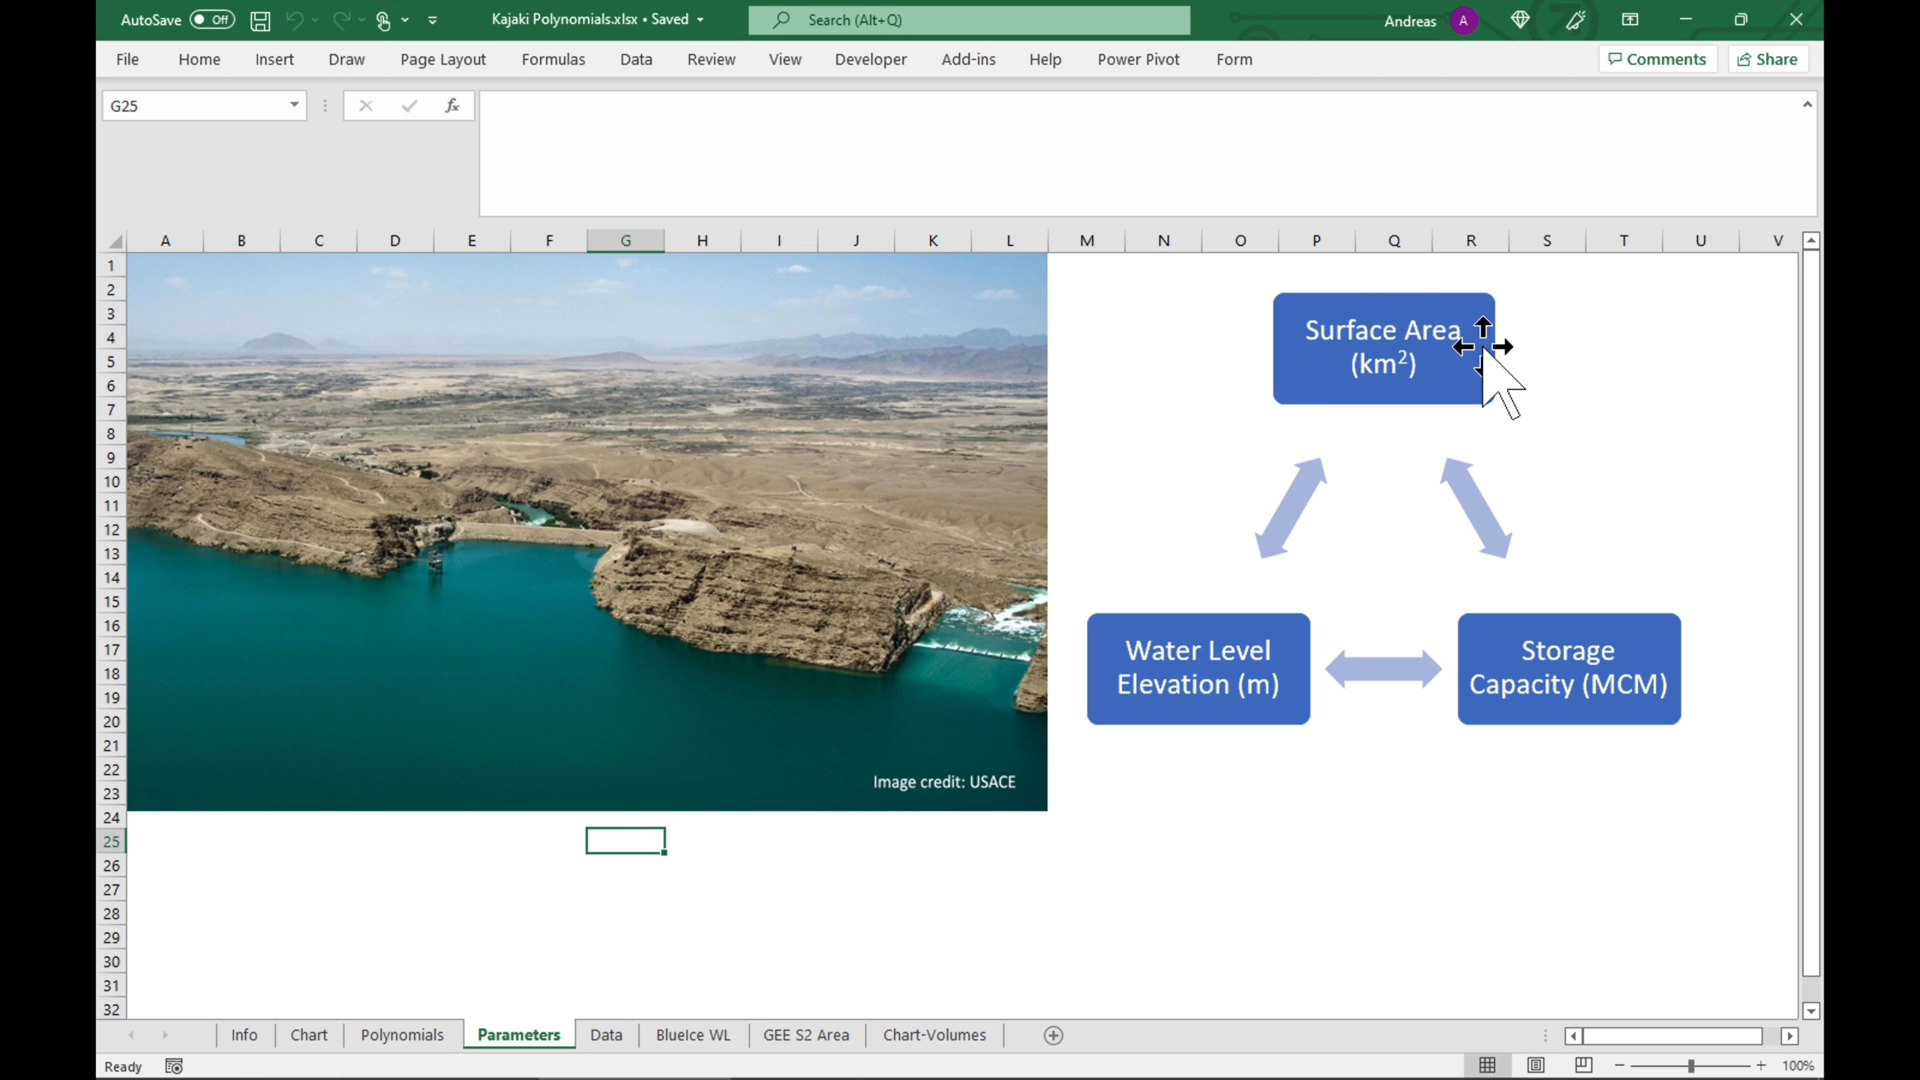 AutoSave Off Kajaki Polynomials.xlsx • Saved Search (Alt+Q) Andreas A
File Home Insert Draw Page Layout Formulas Data Review View Developer Add-ins Help Power Pivot Form Comments Share
G25 fx
A B C D E F G H I J K L M N O P Q R S T U V
1
2
3
4
5
6
7
8
9
10
11
12
13
14
15
16
17
18
19
20
21
22
23
24
25
26
27
28
29
30
31
32
Surface Area
(km²)
Water Level
Elevation (m)
Storage
Capacity (MCM)
Image credit: USACE
Info Chart Polynomials Parameters Data BlueIce WL GEE S2 Area Chart-Volumes
Ready 100%